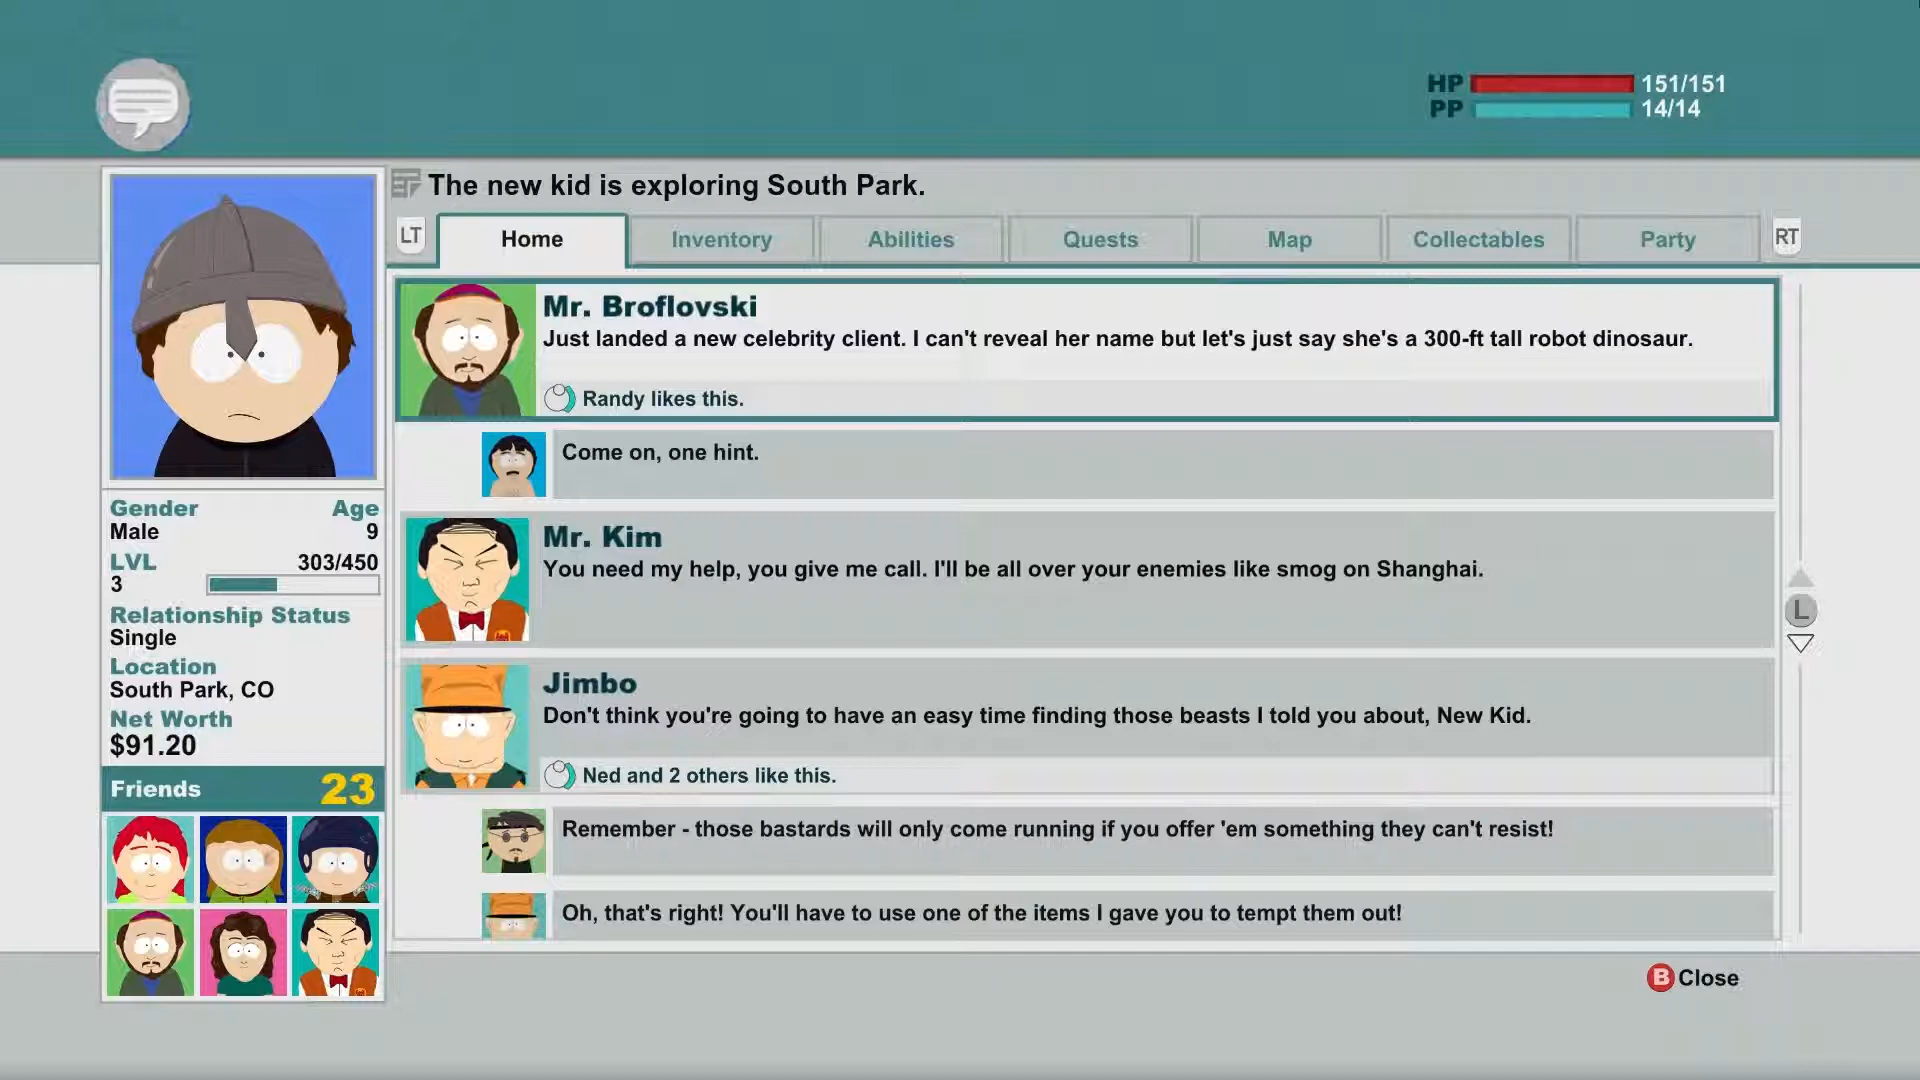 HP 151/151
PP 14/14
The new kid is exploring South Park.
LT Home Inventory Abilities Quests Map Collectables Party RT
Mr. Broflovski
Just landed a new celebrity client. I can't reveal her name but let's just say she's a 300-ft tall robot dinosaur.
Randy likes this.
Come on, one hint.
Mr. Kim
You need my help, you give me call. I'll be all over your enemies like smog on Shanghai.
Jimbo
Don't think you're going to have an easy time finding those beasts I told you about, New Kid.
Ned and 2 others like this.
Remember - those bastards will only come running if you offer 'em something they can't resist!
Oh, that's right! You'll have to use one of the items I gave you to tempt them out!
L
Gender Age
Male 9
LVL 303/450
3
Relationship Status
Single
Location
South Park, CO
Net Worth
$91.20
Friends 23
B Close